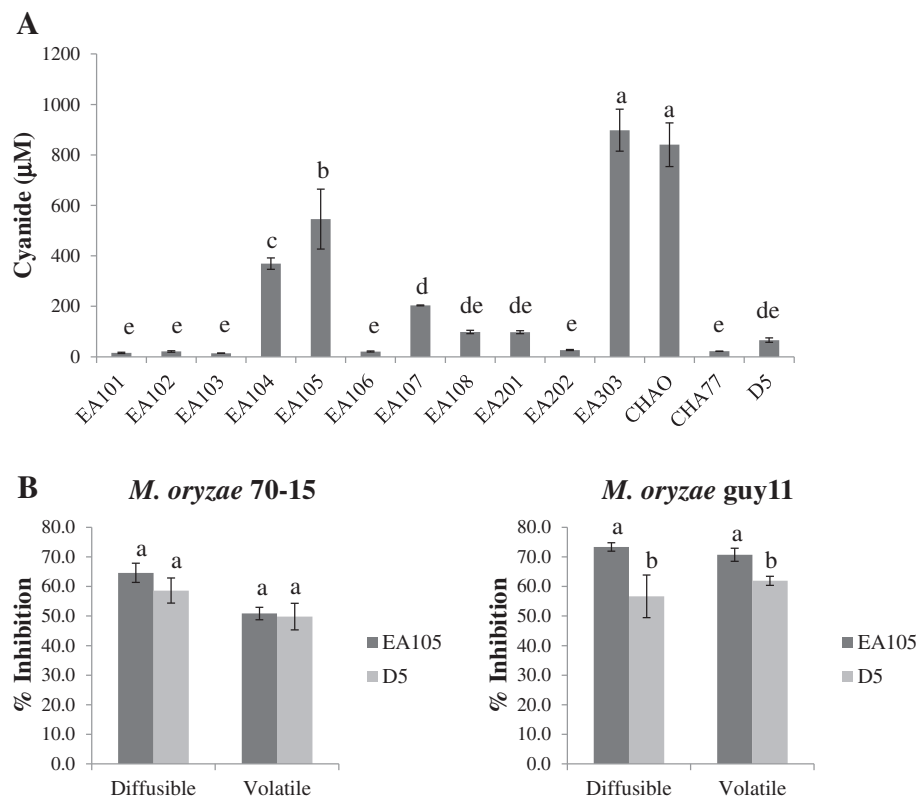 A
Cyanide (µM)
1200
1000
800
600
400
200
0
e
e
e
c
b
e
d
de
de
e
a
a
e
de
EA101
EA102
EA103
EA104
EA105
EA106
EA107
EA108
EA201
EA202
EA303
CHAO
CHA77
D5
B
M. oryzae 70-15
% Inhibition
80.0
70.0
60.0
50.0
40.0
30.0
20.0
10.0
0.0
a
a
a
a
Diffusible
Volatile
EA105
D5
M. oryzae guy11
% Inhibition
80.0
70.0
60.0
50.0
40.0
30.0
20.0
10.0
0.0
a
b
a
b
Diffusible
Volatile
EA105
D5